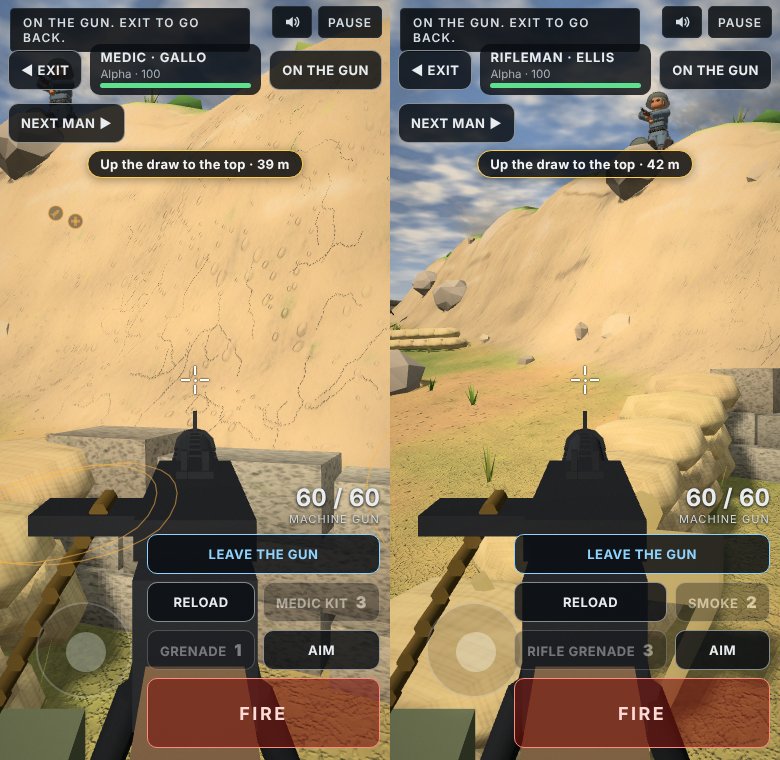 ON THE GUN. EXIT TO GO
BACK.
PAUSE
◀ EXIT
MEDIC · GALLO
Alpha · 100
ON THE GUN
NEXT MAN ▶
Up the draw to the top · 39 m
60 / 60
MACHINE GUN
LEAVE THE GUN
RELOAD
MEDIC KIT 3
GRENADE 1
AIM
FIRE
ON THE GUN. EXIT TO GO
BACK.
PAUSE
◀ EXIT
RIFLEMAN · ELLIS
Alpha · 100
ON THE GUN
NEXT MAN ▶
Up the draw to the top · 42 m
60 / 60
MACHINE GUN
LEAVE THE GUN
RELOAD
SMOKE 2
RIFLE GRENADE 3
AIM
FIRE